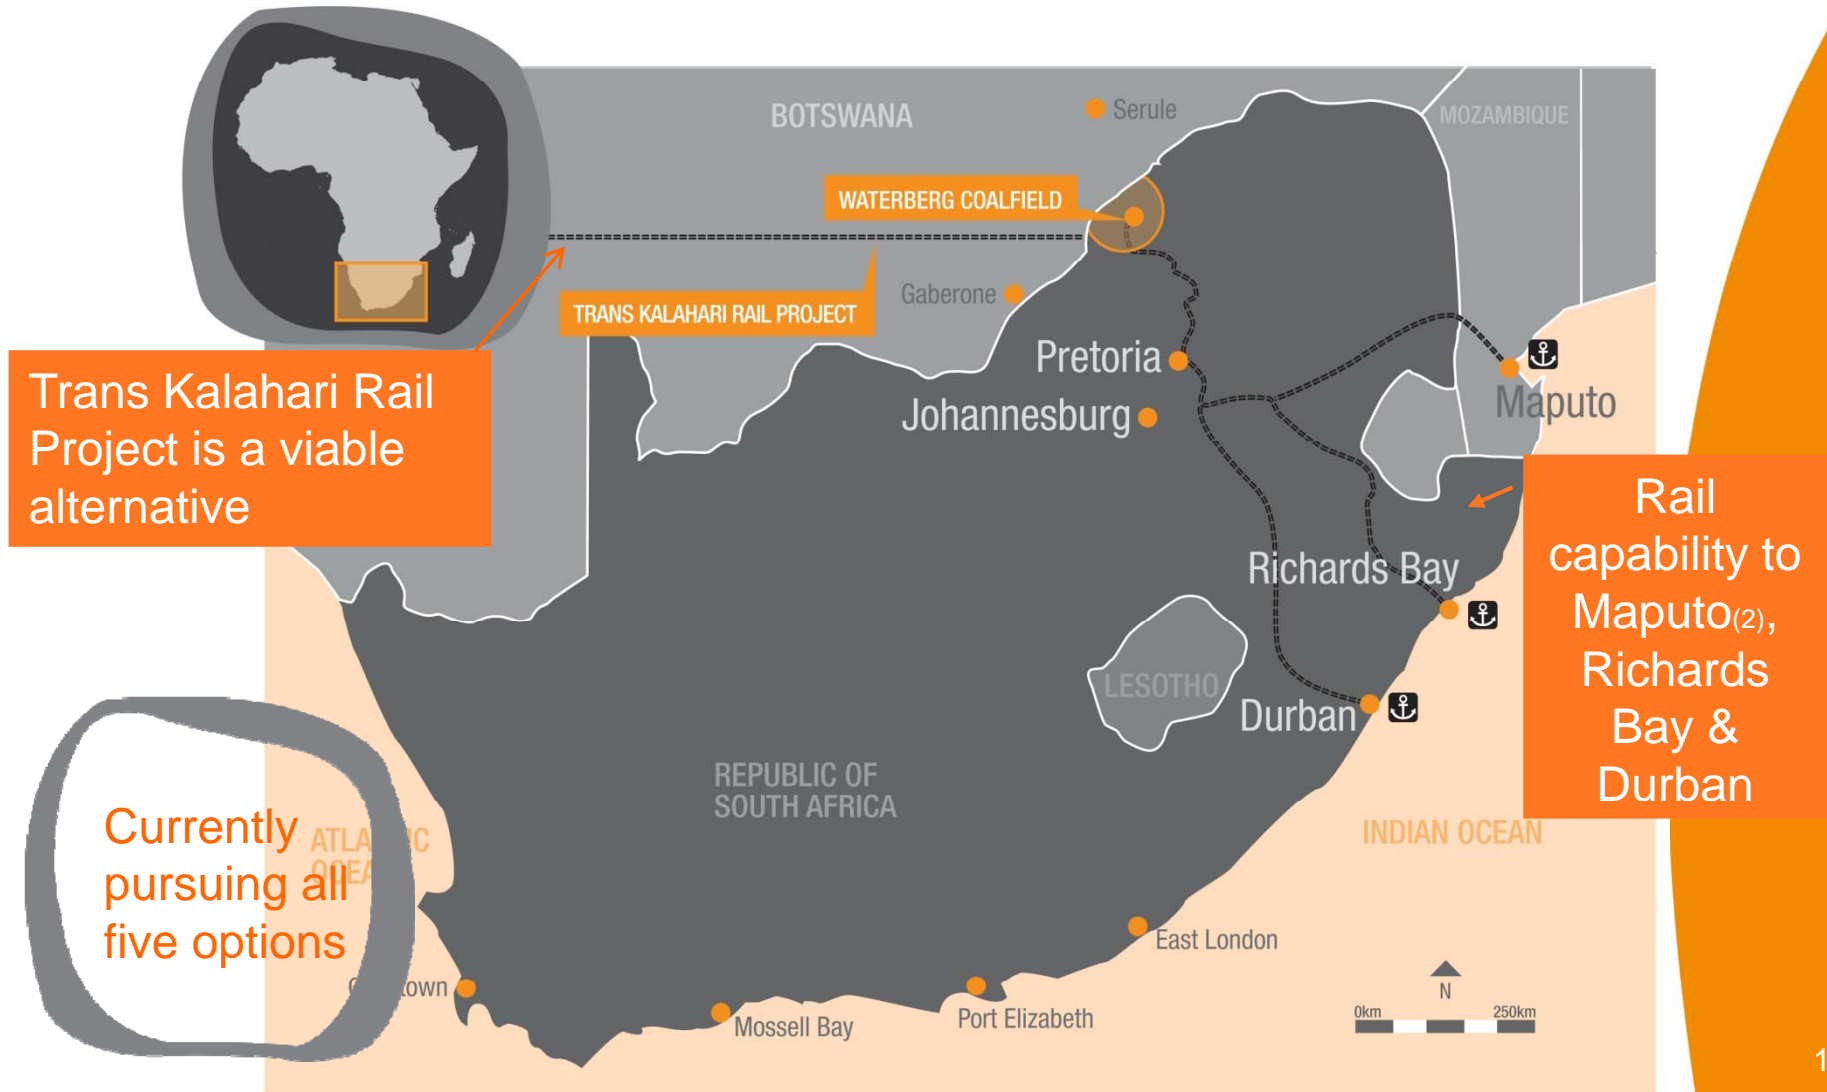 BOTSWANA
Serule
MOZAMBIQUE
WATERBERG COALFIELD
TRANS KALAHARI RAIL PROJECT
Gaberone
Pretoria
Johannesburg
Maputo
Trans Kalahari Rail
Project is a viable
alternative
Rail
capability to
Maputo(2),
Richards
Bay &
Durban
Richards Bay
LESOTHO
Durban
REPUBLIC OF
SOUTH AFRICA
INDIAN OCEAN
Currently
pursuing all
five options
East London
Port Elizabeth
Mossell Bay
N
0km
250km
1